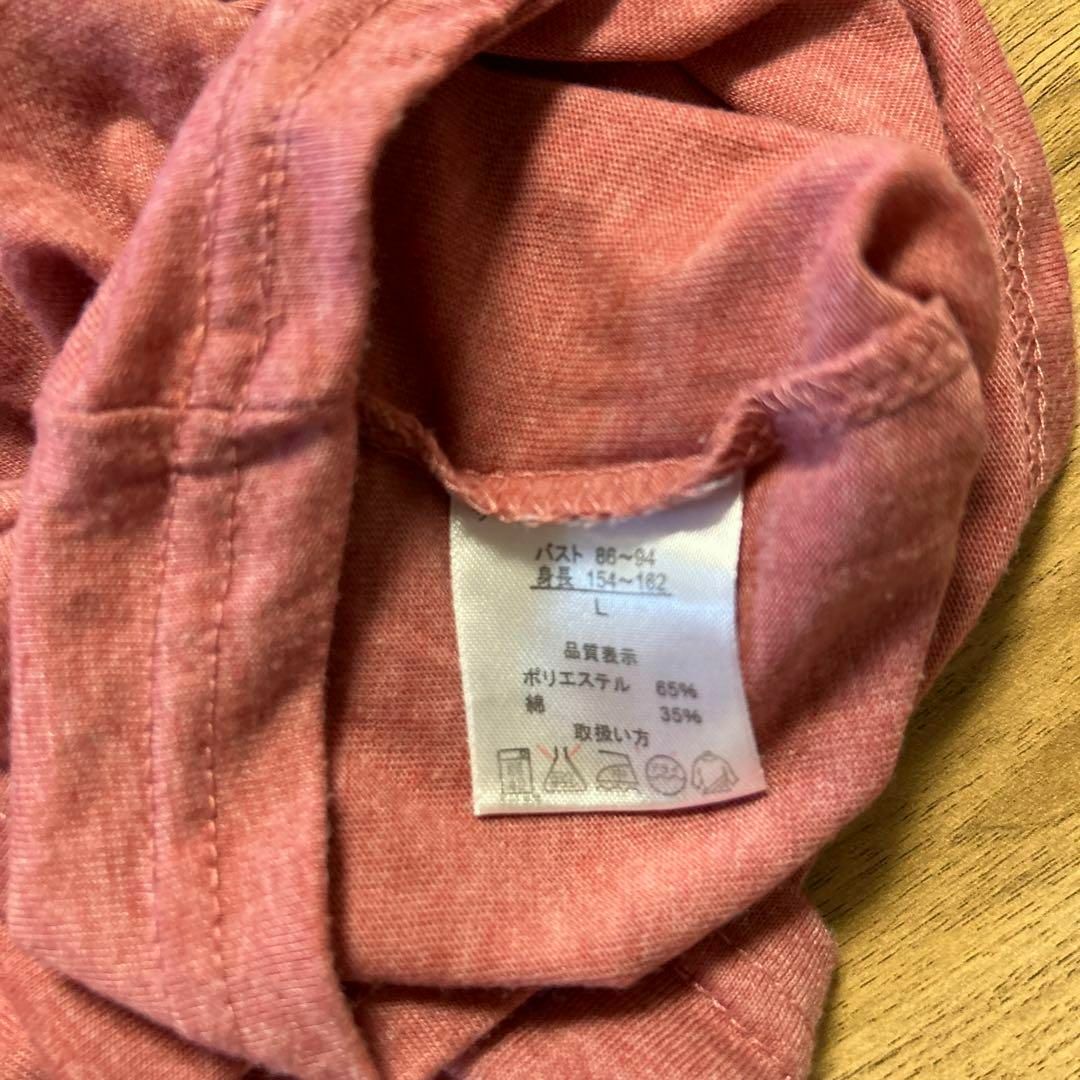 バスト 86～94
身長 154～162
L
品質表示
ポリエステル 65%
綿 35%
取扱い方